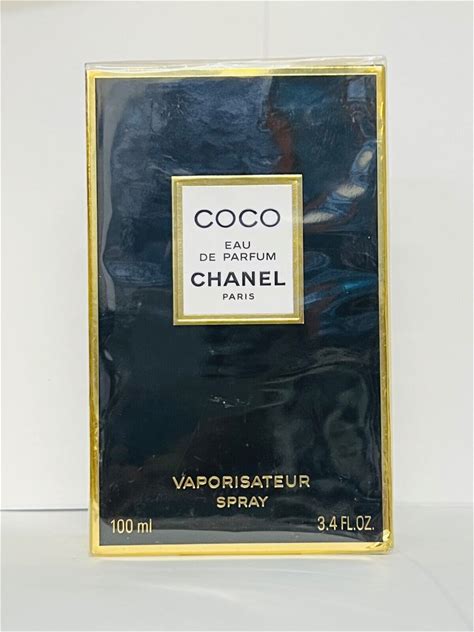 COCO
EAU
DE PARFUM
CHANEL
PARIS
VAPORISATEUR
SPRAY
100 ml 3.4 FL.OZ.